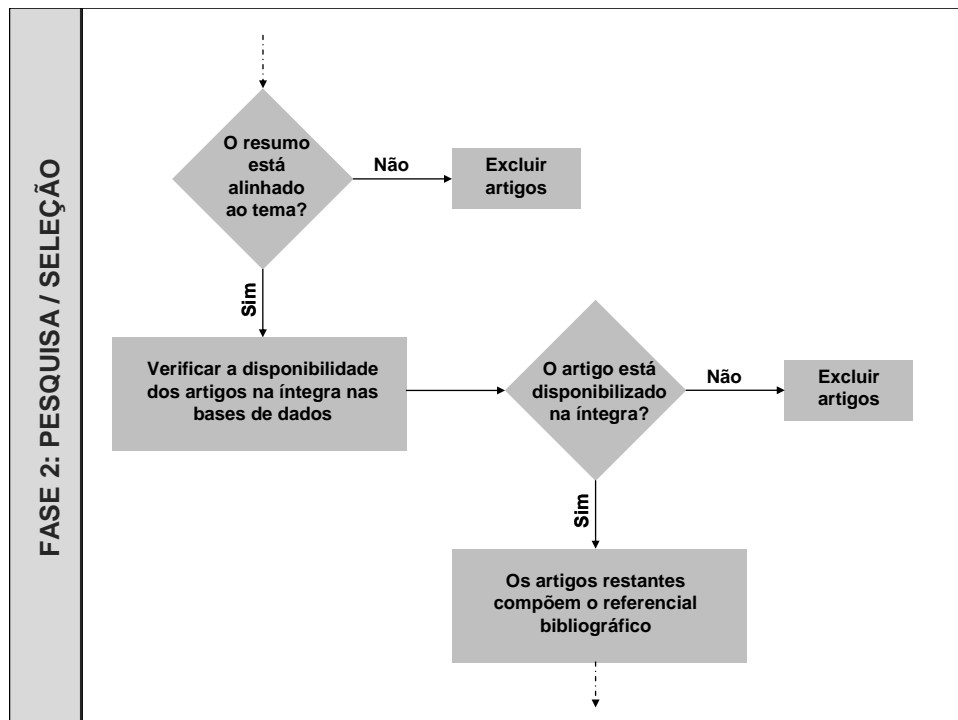 FASE 2: PESQUISA / SELEÇÃO
O resumo
está
alinhado
ao tema?
Não
Excluir
artigos
Sim
Verificar a disponibilidade
dos artigos na íntegra nas
bases de dados
O artigo está
disponibilizado
na íntegra?
Não
Excluir
artigos
Sim
Os artigos restantes
compõem o referencial
bibliográfico